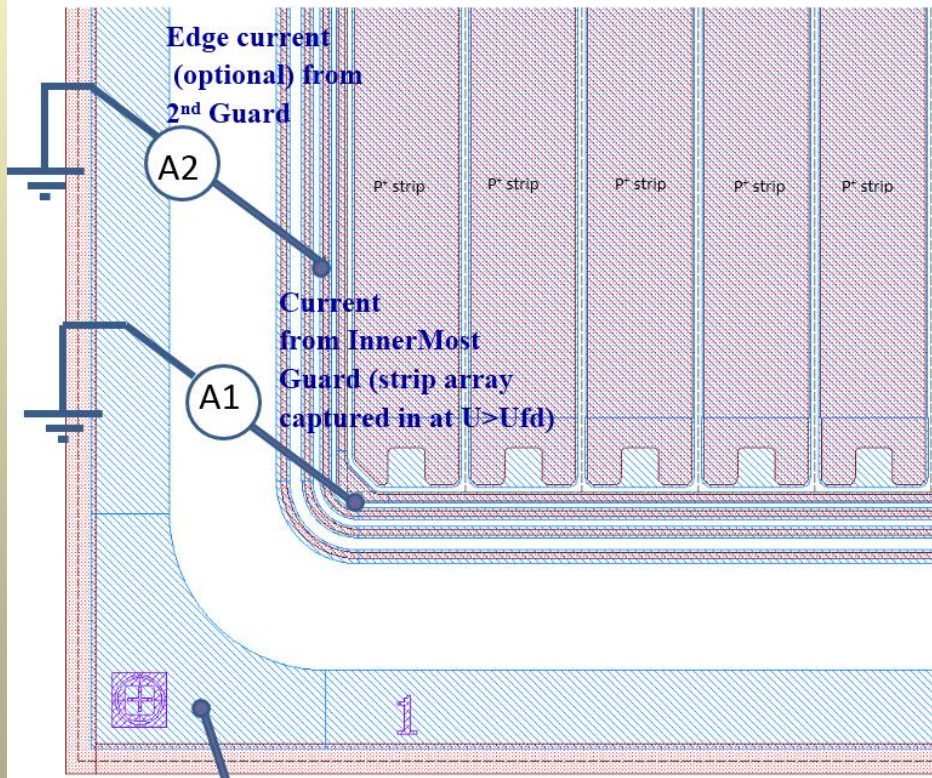 Edge current
(optional) from
2nd Guard
A2
P+ strip
P+ strip
P+ strip
P+ strip
P+ strip
Current
from InnerMost
Guard (strip array
captured in at U>Ufd)
A1
1